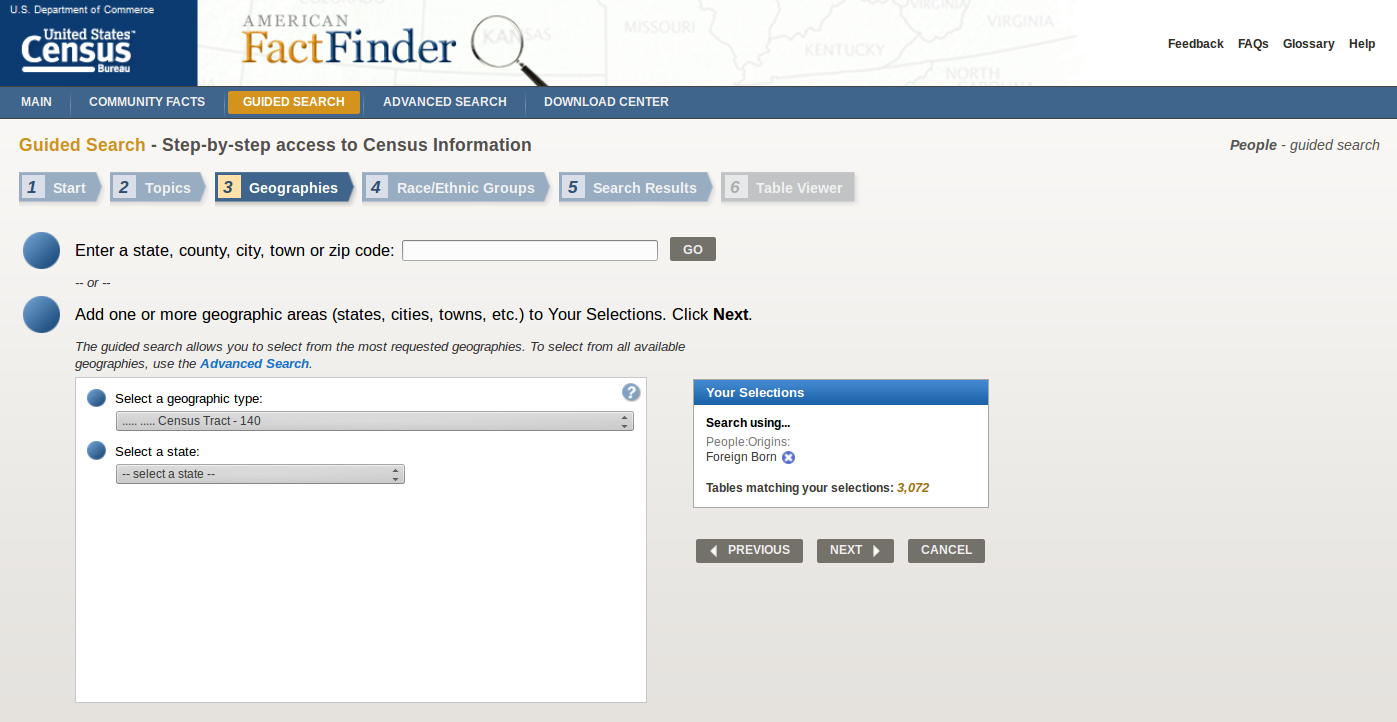 U.S. Department of Commerce
United States™
Census
Bureau
AMERICAN
FactFinder
KANSAS
MISSOURI
KENTUCKY
VIRGINIA
VIRGINIA
NORTH
CAROLINA
COLORADO
Feedback FAQs Glossary Help
MAIN COMMUNITY FACTS GUIDED SEARCH ADVANCED SEARCH DOWNLOAD CENTER
Guided Search - Step-by-step access to Census Information
People - guided search
1 Start 2 Topics 3 Geographies 4 Race/Ethnic Groups 5 Search Results 6 Table Viewer
Enter a state, county, city, town or zip code: GO
-- or --
Add one or more geographic areas (states, cities, towns, etc.) to Your Selections. Click Next.
The guided search allows you to select from the most requested geographies. To select from all available
geographies, use the Advanced Search.
Select a geographic type: ?
..... ..... Census Tract - 140
Select a state:
-- select a state --
Your Selections
Search using...
People:Origins:
Foreign Born
Tables matching your selections: 3,072
PREVIOUS NEXT CANCEL